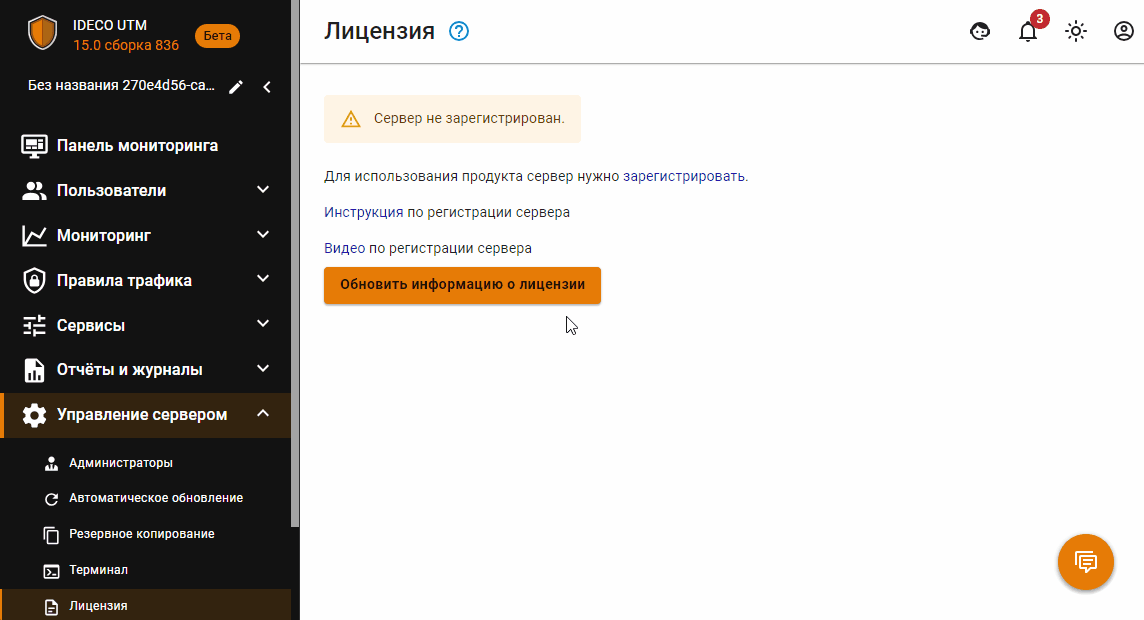 IDECO UTM
15.0 сборка 836
Бета
Без названия 270e4d56-ca...
Панель мониторинга
Пользователи
Мониторинг
Правила трафика
Сервисы
Отчёты и журналы
Управление сервером
Администраторы
Автоматическое обновление
Резервное копирование
Терминал
Лицензия
Лицензия
3
Сервер не зарегистрирован.
Для использования продукта сервер нужно зарегистрировать.
Инструкция по регистрации сервера
Видео по регистрации сервера
Обновить информацию о лицензии